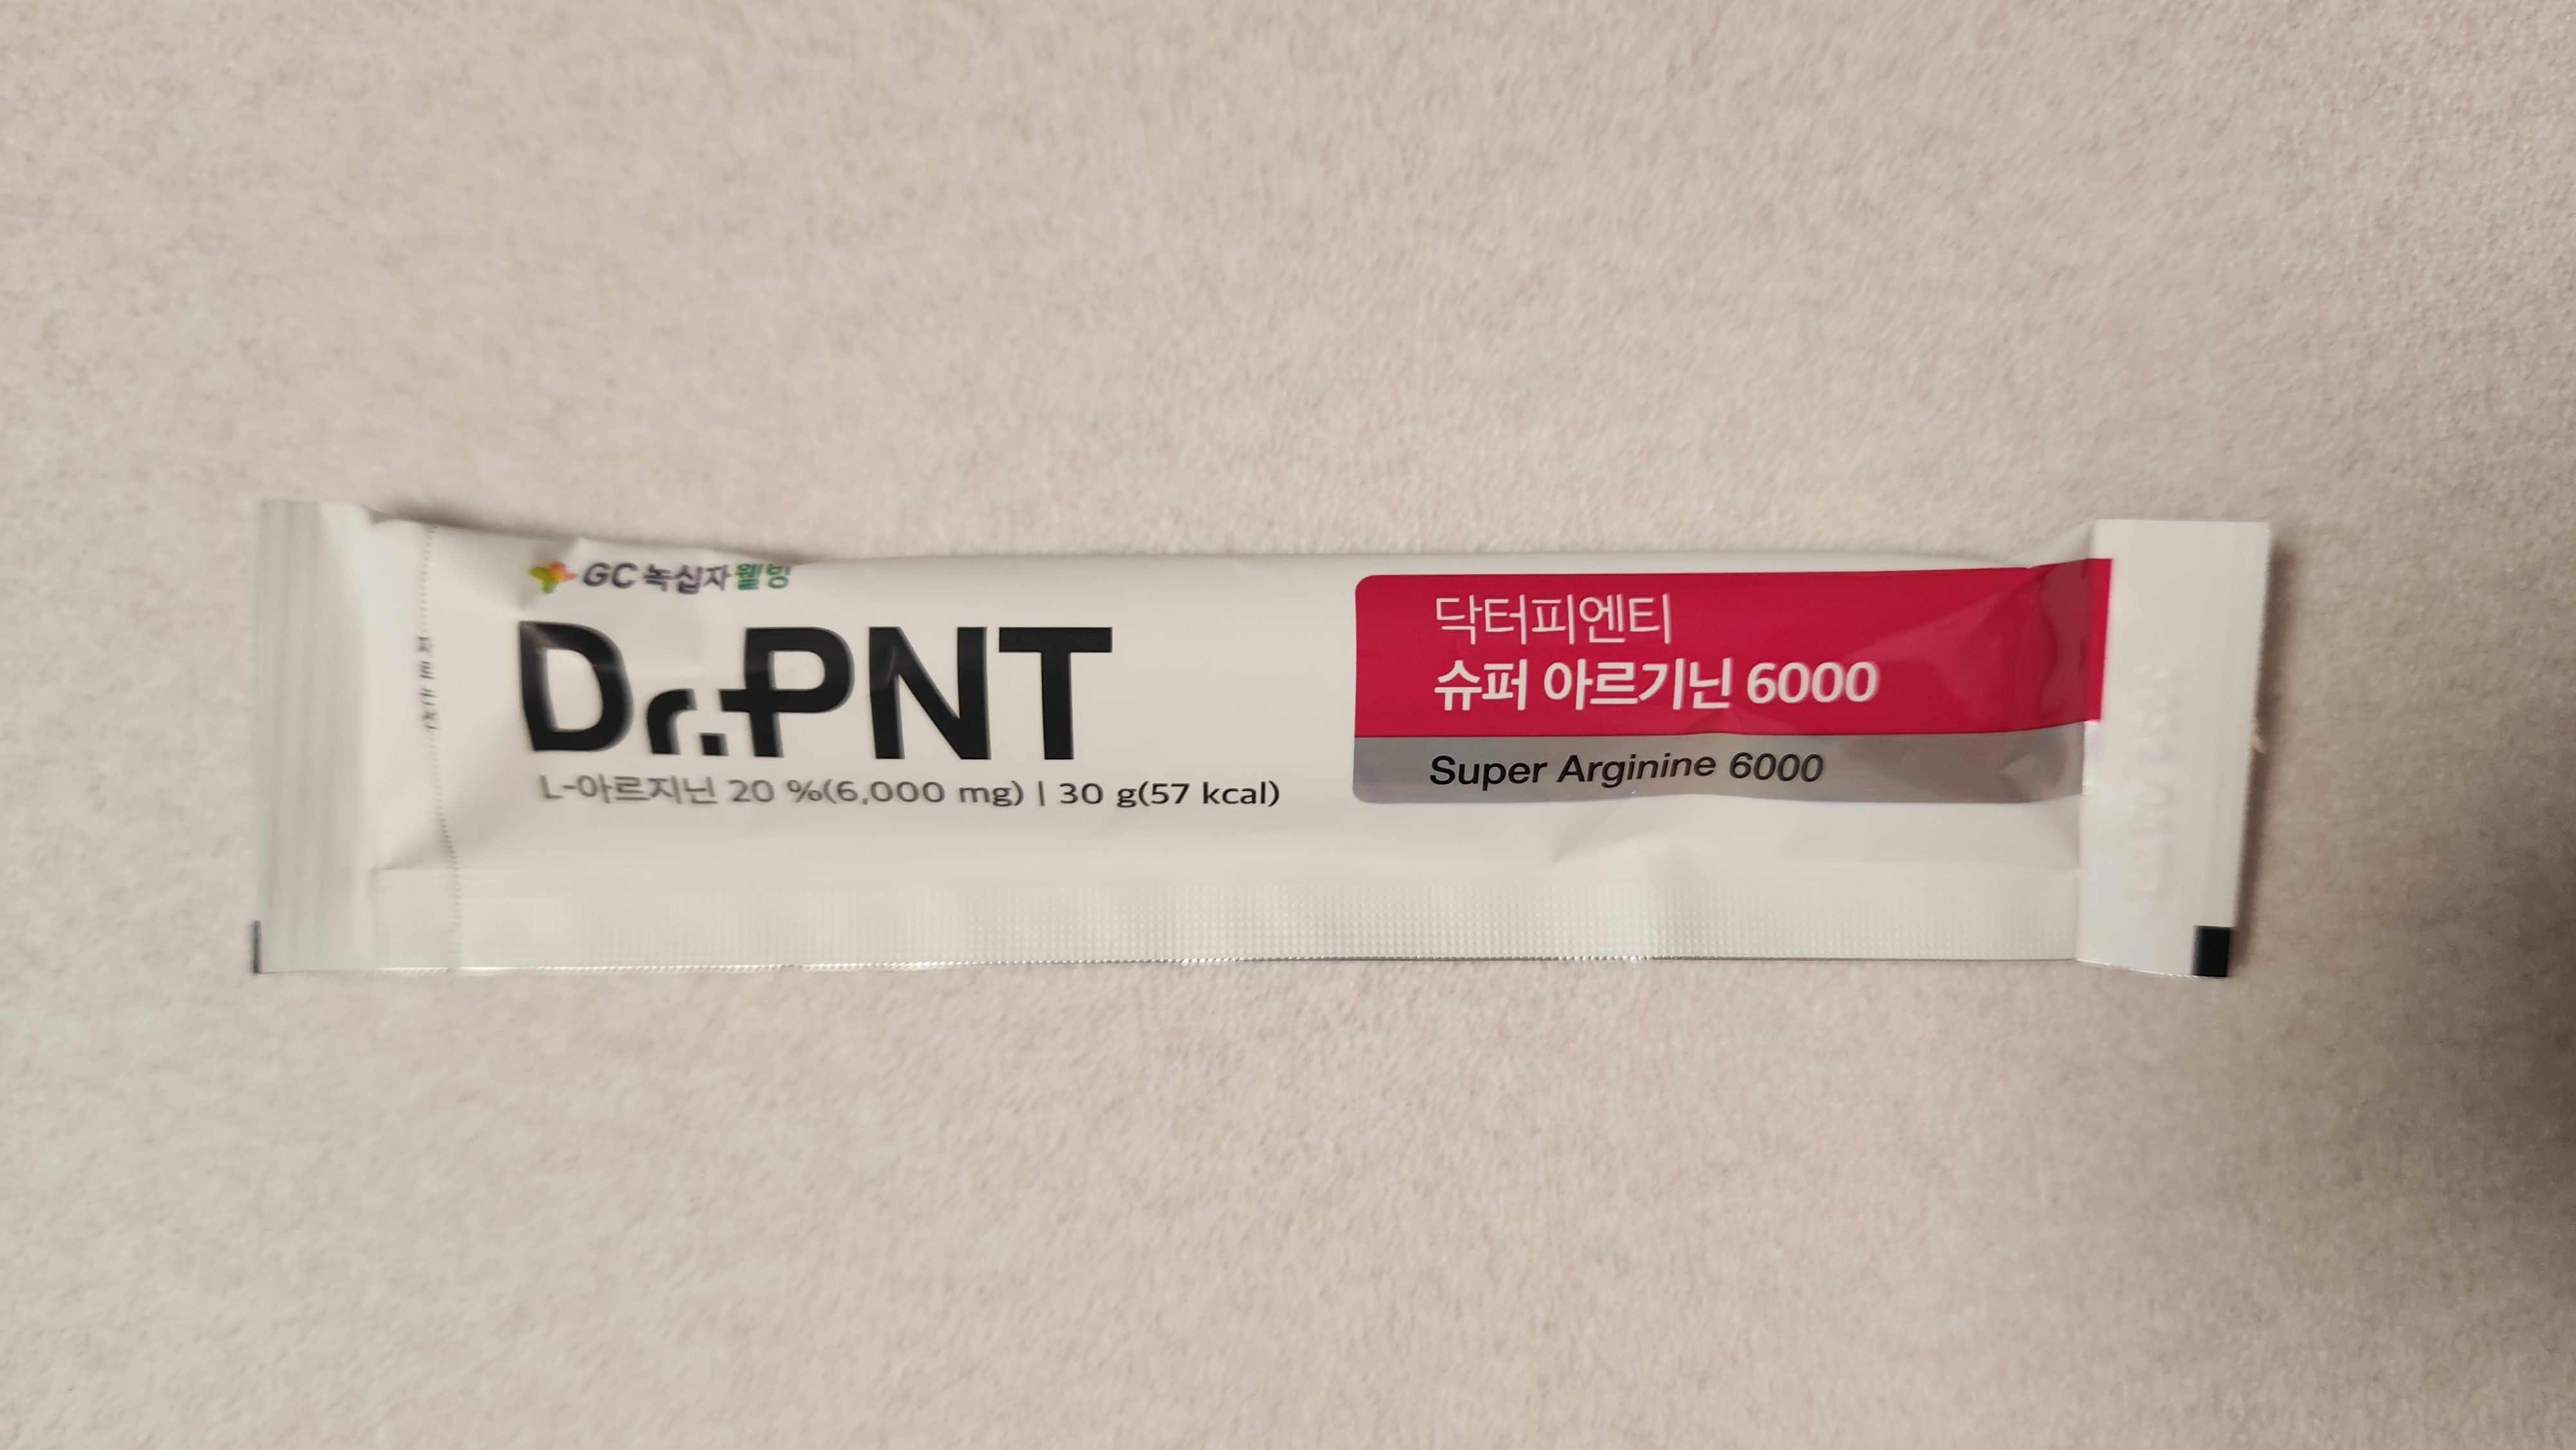 GC녹십자웰빙
Dr.PNT
L-아르지닌 20 %(6,000 mg) | 30 g(57 kcal)
닥터피엔티
슈퍼 아르기닌 6000
Super Arginine 6000